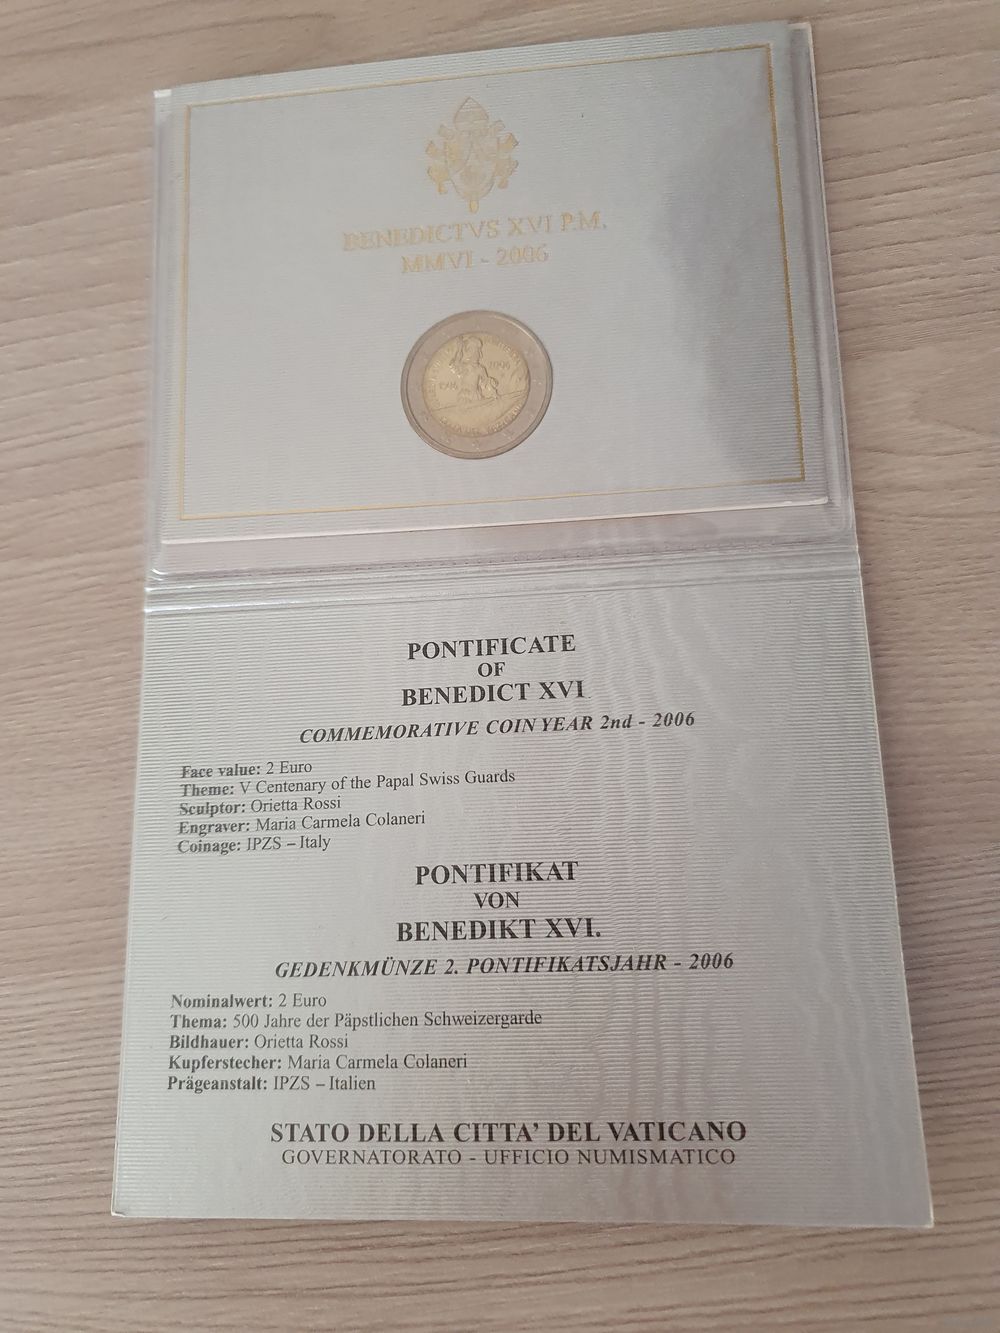 BENEDICTVS XVI P.M.
MMVI - 2006
1506
2006
PONTIFICATE
OF
BENEDICT XVI
COMMEMORATIVE COIN YEAR 2nd - 2006
Face value: 2 Euro
Theme: V Centenary of the Papal Swiss Guards
Sculptor: Orietta Rossi
Engraver: Maria Carmela Colaneri
Coinage: IPZS – Italy
PONTIFIKAT
VON
BENEDIKT XVI.
GEDENKMÜNZE 2. PONTIFIKATSJAHR - 2006
Nominalwert: 2 Euro
Thema: 500 Jahre der Päpstlichen Schweizergarde
Bildhauer: Orietta Rossi
Kupferstecher: Maria Carmela Colaneri
Prägeanstalt: IPZS – Italien
STATO DELLA CITTA’ DEL VATICANO
GOVERNATORATO - UFFICIO NUMISMATICO